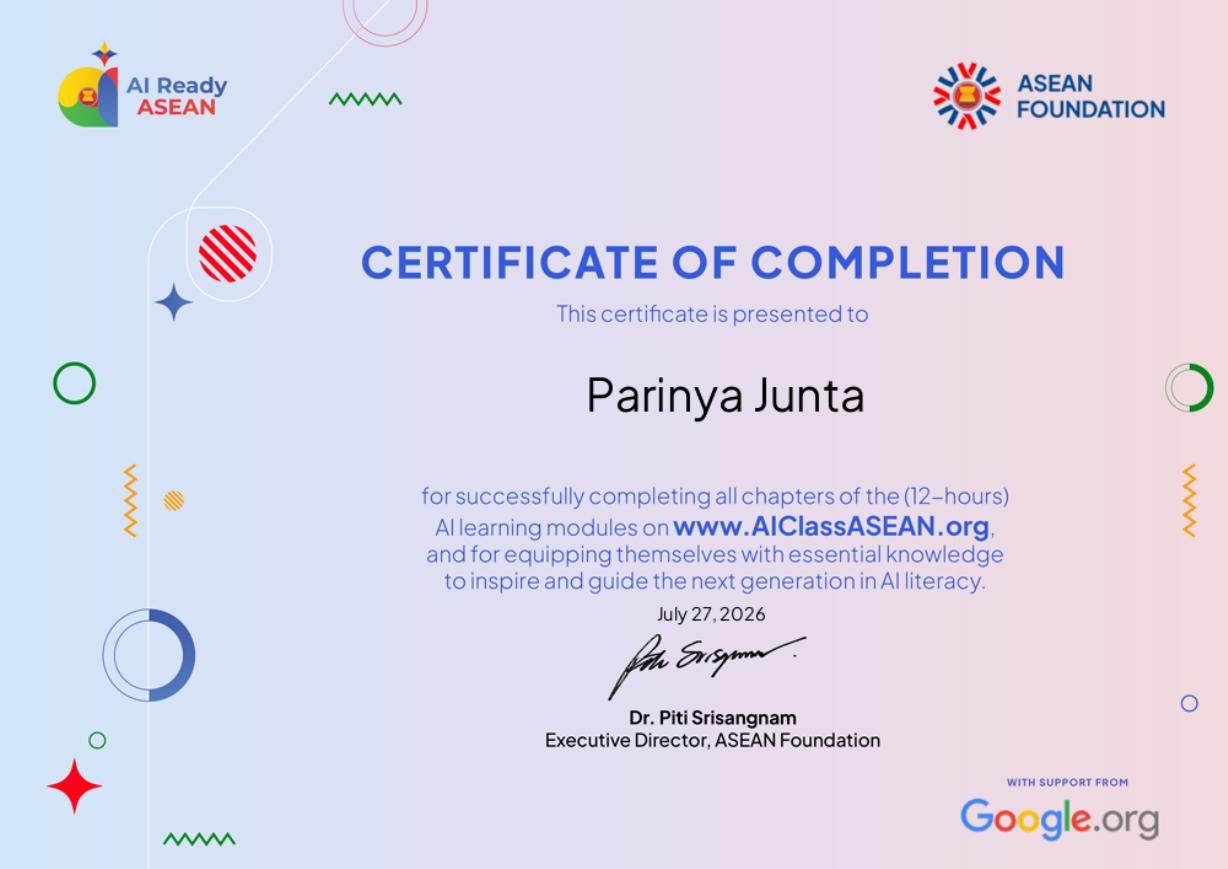 AI Ready
ASEAN
ASEAN
FOUNDATION
CERTIFICATE OF COMPLETION
This certificate is presented to
Parinya Junta
for successfully completing all chapters of the (12–hours)
AI learning modules on www.AIClassASEAN.org,
and for equipping themselves with essential knowledge
to inspire and guide the next generation in AI literacy.
July 27, 2026
Dr. Piti Srisangnam
Executive Director, ASEAN Foundation
WITH SUPPORT FROM
Google.org